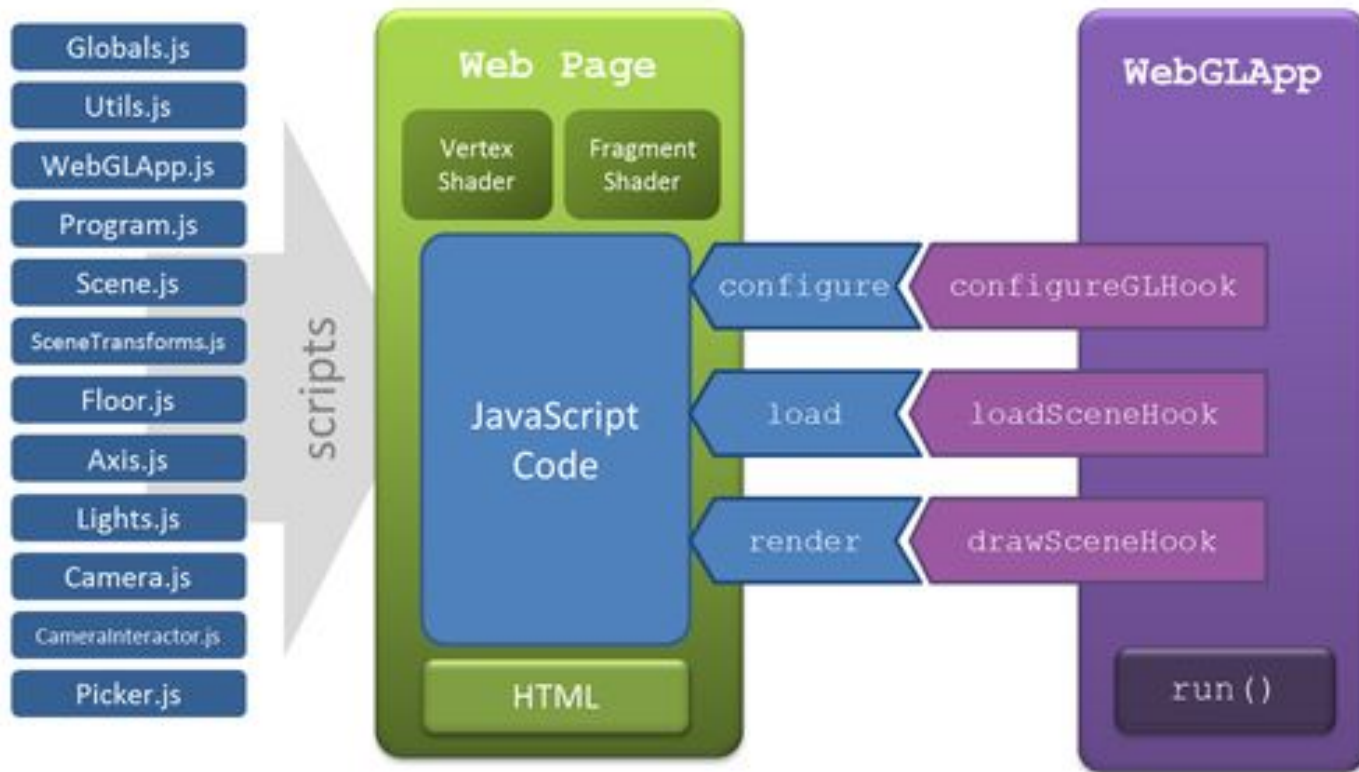 Globals.js
Utils.js
WebGLApp.js
Program.js
Scene.js
SceneTransforms.js
Floor.js
Axis.js
Lights.js
Camera.js
CameraInteractor.js
Picker.js
scripts
Web Page
Vertex
Shader
Fragment
Shader
JavaScript
Code
HTML
configure
load
render
WebGLApp
configureGLHook
loadSceneHook
drawSceneHook
run()